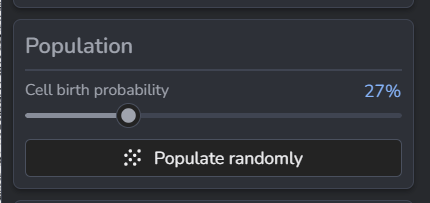 Population
Cell birth probability 27%
Populate randomly